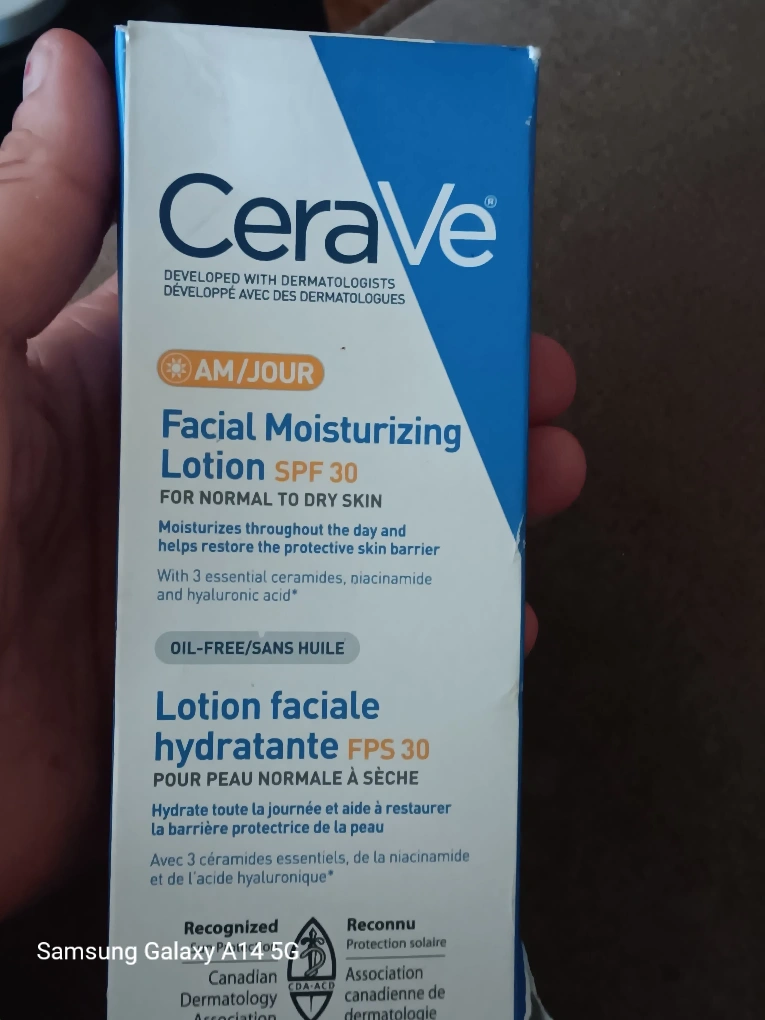 CeraVe®
DEVELOPED WITH DERMATOLOGISTS
DÉVELOPPÉ AVEC DES DERMATOLOGUES
AM/JOUR
Facial Moisturizing
Lotion SPF 30
FOR NORMAL TO DRY SKIN
Moisturizes throughout the day and
helps restore the protective skin barrier
With 3 essential ceramides, niacinamide
and hyaluronic acid*
OIL-FREE/SANS HUILE
Lotion faciale
hydratante FPS 30
POUR PEAU NORMALE À SÈCHE
Hydrate toute la journée et aide à restaurer
la barrière protectrice de la peau
Avec 3 céramides essentiels, de la niacinamide
et de l'acide hyaluronique*
Recognized
Sun Protection
Canadian
Dermatology
Association
CDA-ACD
Reconnu
Protection solaire
Association
canadienne de
dermatologie
Samsung Galaxy A14 5G